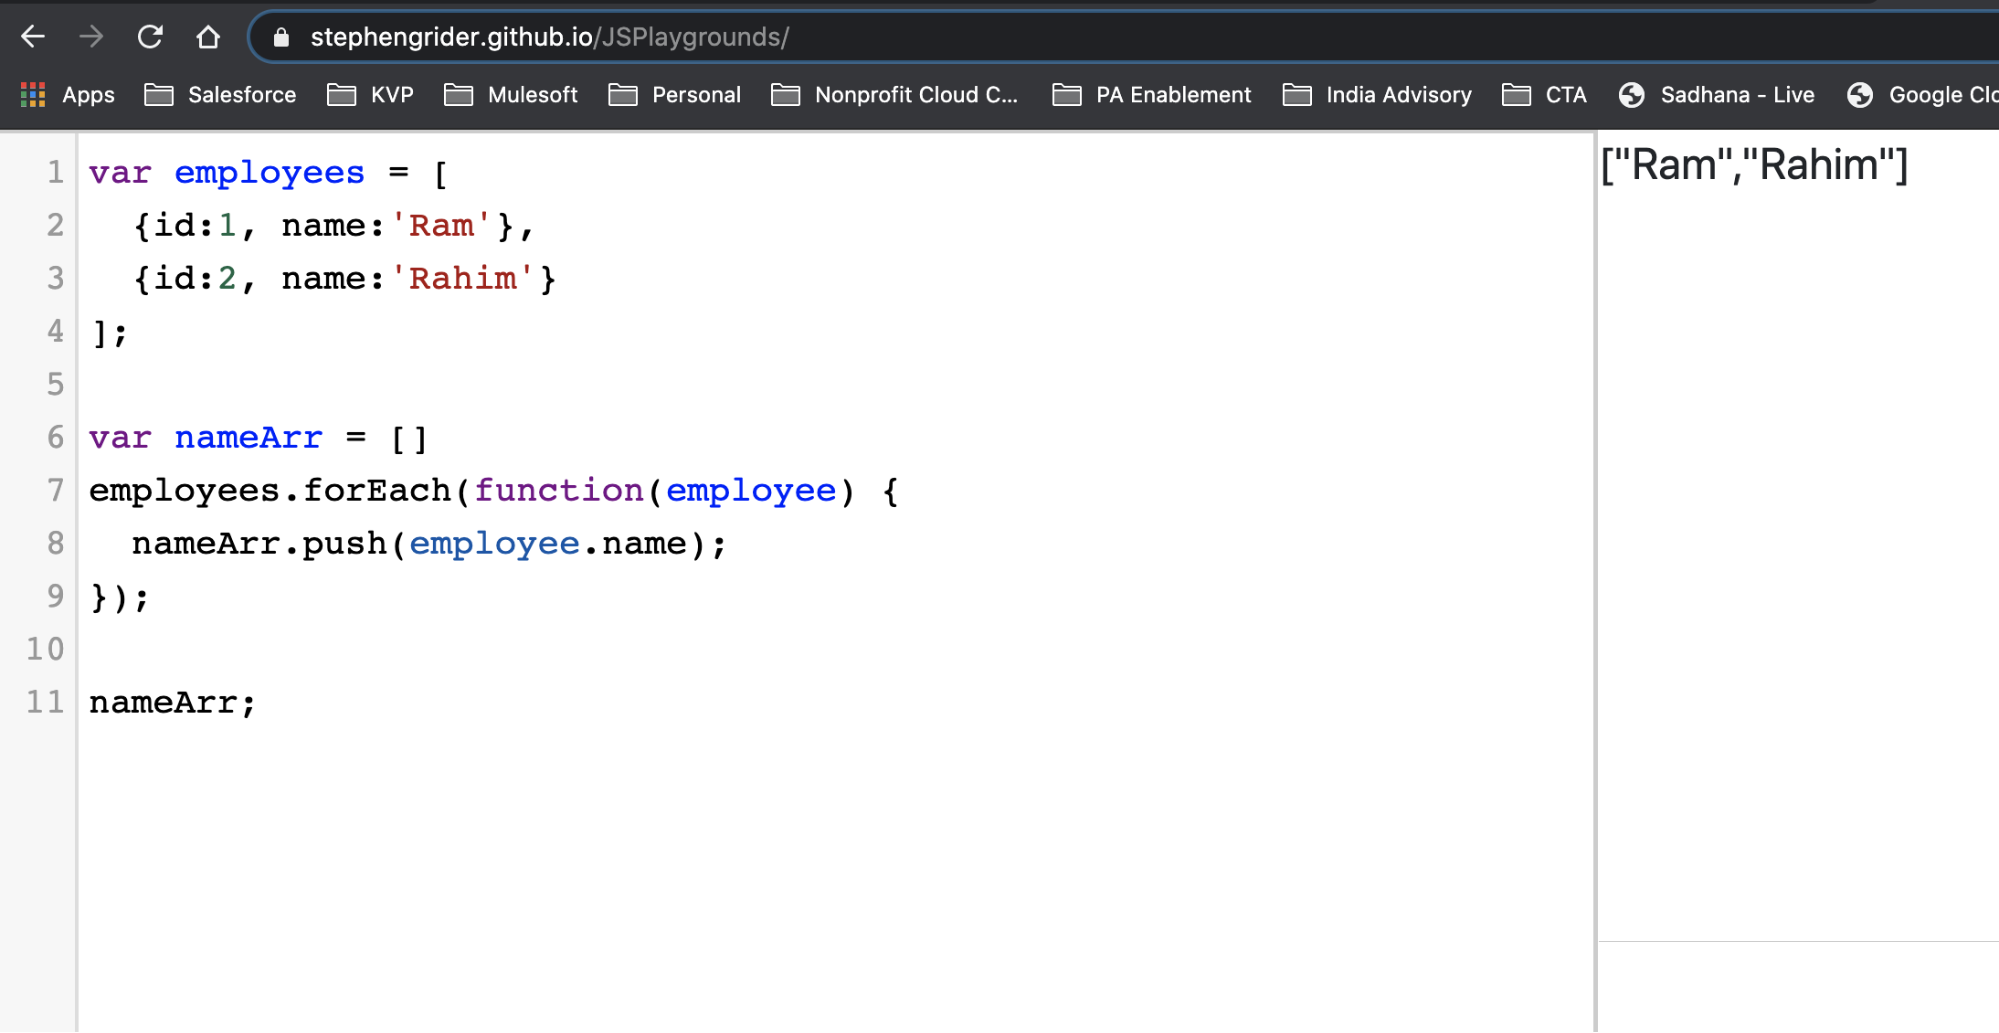 stephengrider.github.io/JSPlaygrounds/
Apps Salesforce KVP Mulesoft Personal Nonprofit Cloud C... PA Enablement India Advisory CTA Sadhana - Live Google Clo
1 var employees = [
2 {id:1, name:'Ram'},
3 {id:2, name:'Rahim'}
4 ];
5
6 var nameArr = []
7 employees.forEach(function(employee) {
8 nameArr.push(employee.name);
9 });
10
11 nameArr;
["Ram","Rahim"]